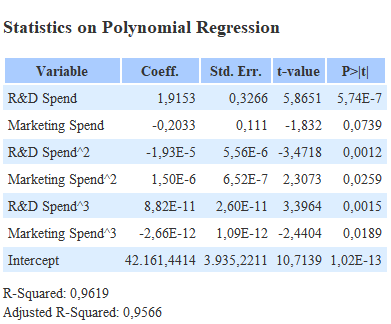 Statistics on Polynomial Regression
Variable Coeff. Std. Err. t-value P>|t|
R&D Spend 1,9153 0,3266 5,8651 5,74E-7
Marketing Spend -0,2033 0,111 -1,832 0,0739
R&D Spend^2 -1,93E-5 5,56E-6 -3,4718 0,0012
Marketing Spend^2 1,50E-6 6,52E-7 2,3073 0,0259
R&D Spend^3 8,82E-11 2,60E-11 3,3964 0,0015
Marketing Spend^3 -2,66E-12 1,09E-12 -2,4404 0,0189
Intercept 42.161,4414 3.935,2211 10,7139 1,02E-13
R-Squared: 0,9619
Adjusted R-Squared: 0,9566